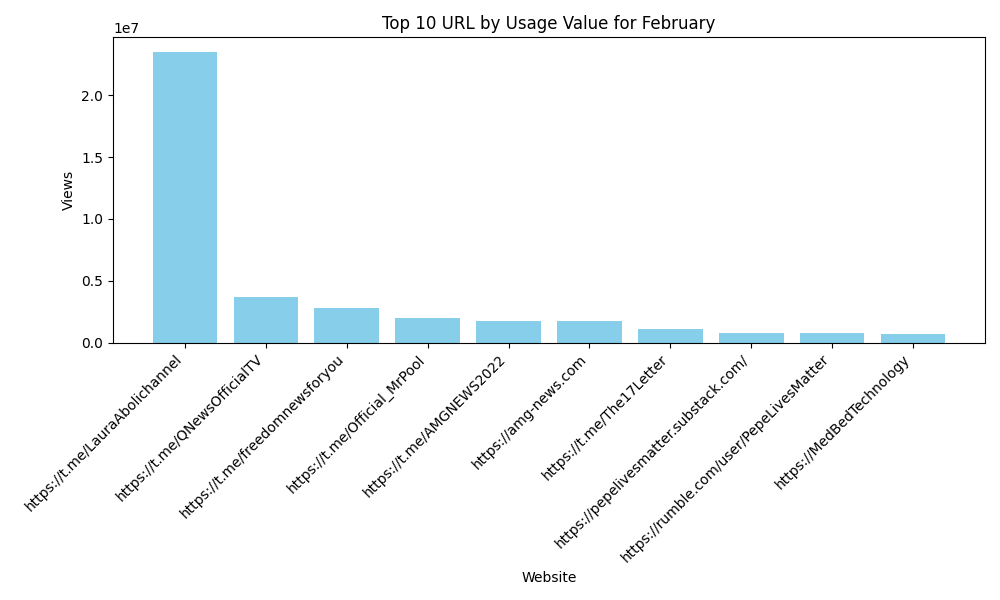 Top 10 URL by Usage Value for February
1e7
2.0
1.5
1.0
0.5
0.0
Views
https://t.me/LauraAbolichannel
https://t.me/QNewsOfficialTV
https://t.me/freedomnewsforyou
https://t.me/Official_MrPool
https://t.me/AMGNEWS2022
https://amg-news.com
https://t.me/The17Letter
https://pepelivesmatter.substack.com/
https://rumble.com/user/PepeLivesMatter
https://MedBedTechnology
Website